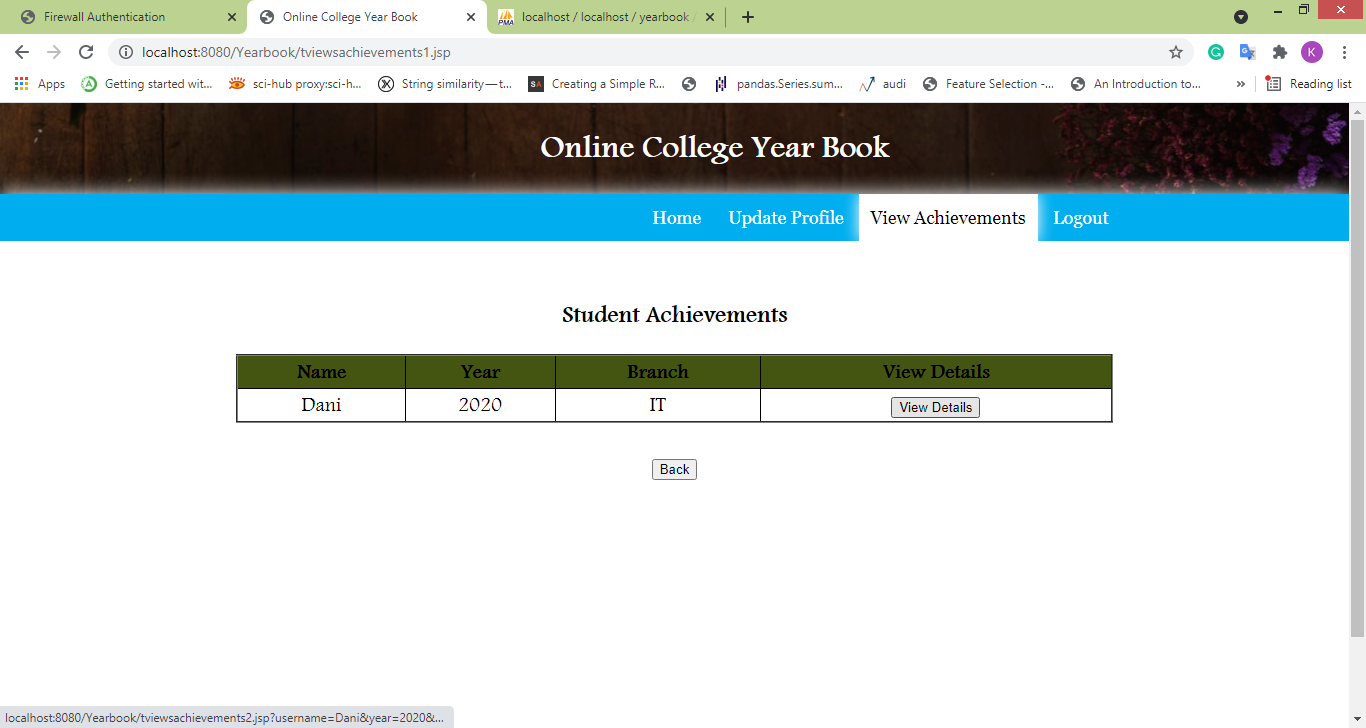 Firewall Authentication
Online College Year Book
PMA localhost / localhost / yearbook /
localhost:8080/Yearbook/tviewsachievements1.jsp
K
Apps
Getting started wit...
sci-hub proxy:sci-h...
String similarity — t...
SA Creating a Simple R...
pandas.Series.sum...
audi
Feature Selection -...
An Introduction to...
»
Reading list
Online College Year Book
Home Update Profile View Achievements Logout
Student Achievements
Name Year Branch View Details
Dani 2020 IT View Details
Back
localhost:8080/Yearbook/tviewsachievements2.jsp?username=Dani&year=2020&...